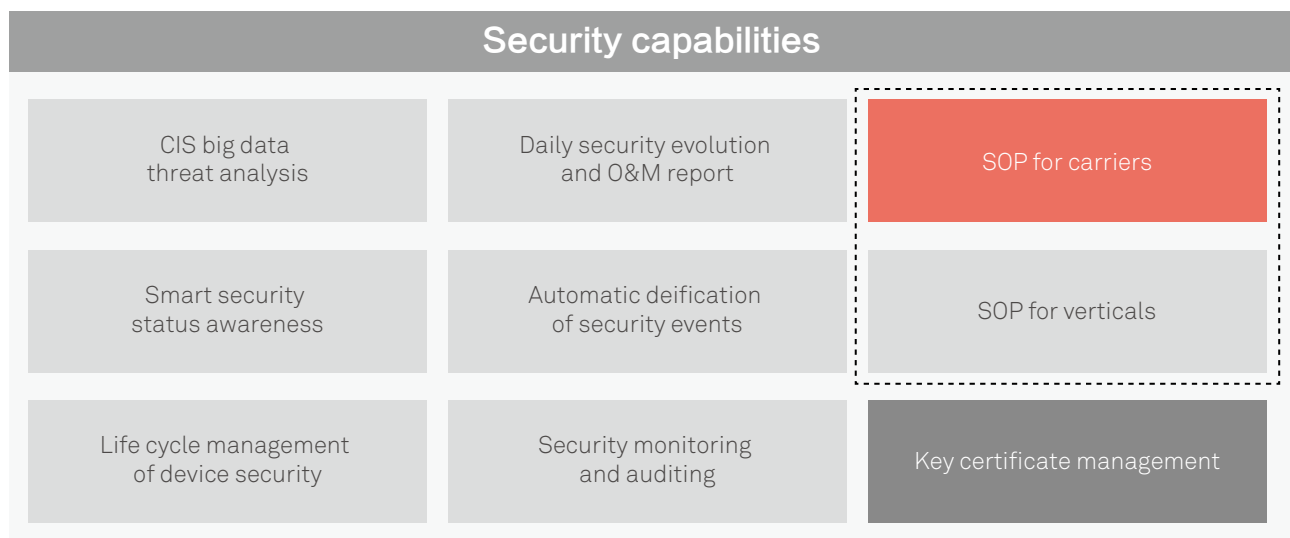 Security capabilities
CIS big data
threat analysis
Daily security evolution
and O&M report
SOP for carriers
Smart security
status awareness
Automatic deification
of security events
SOP for verticals
Life cycle management
of device security
Security monitoring
and auditing
Key certificate management